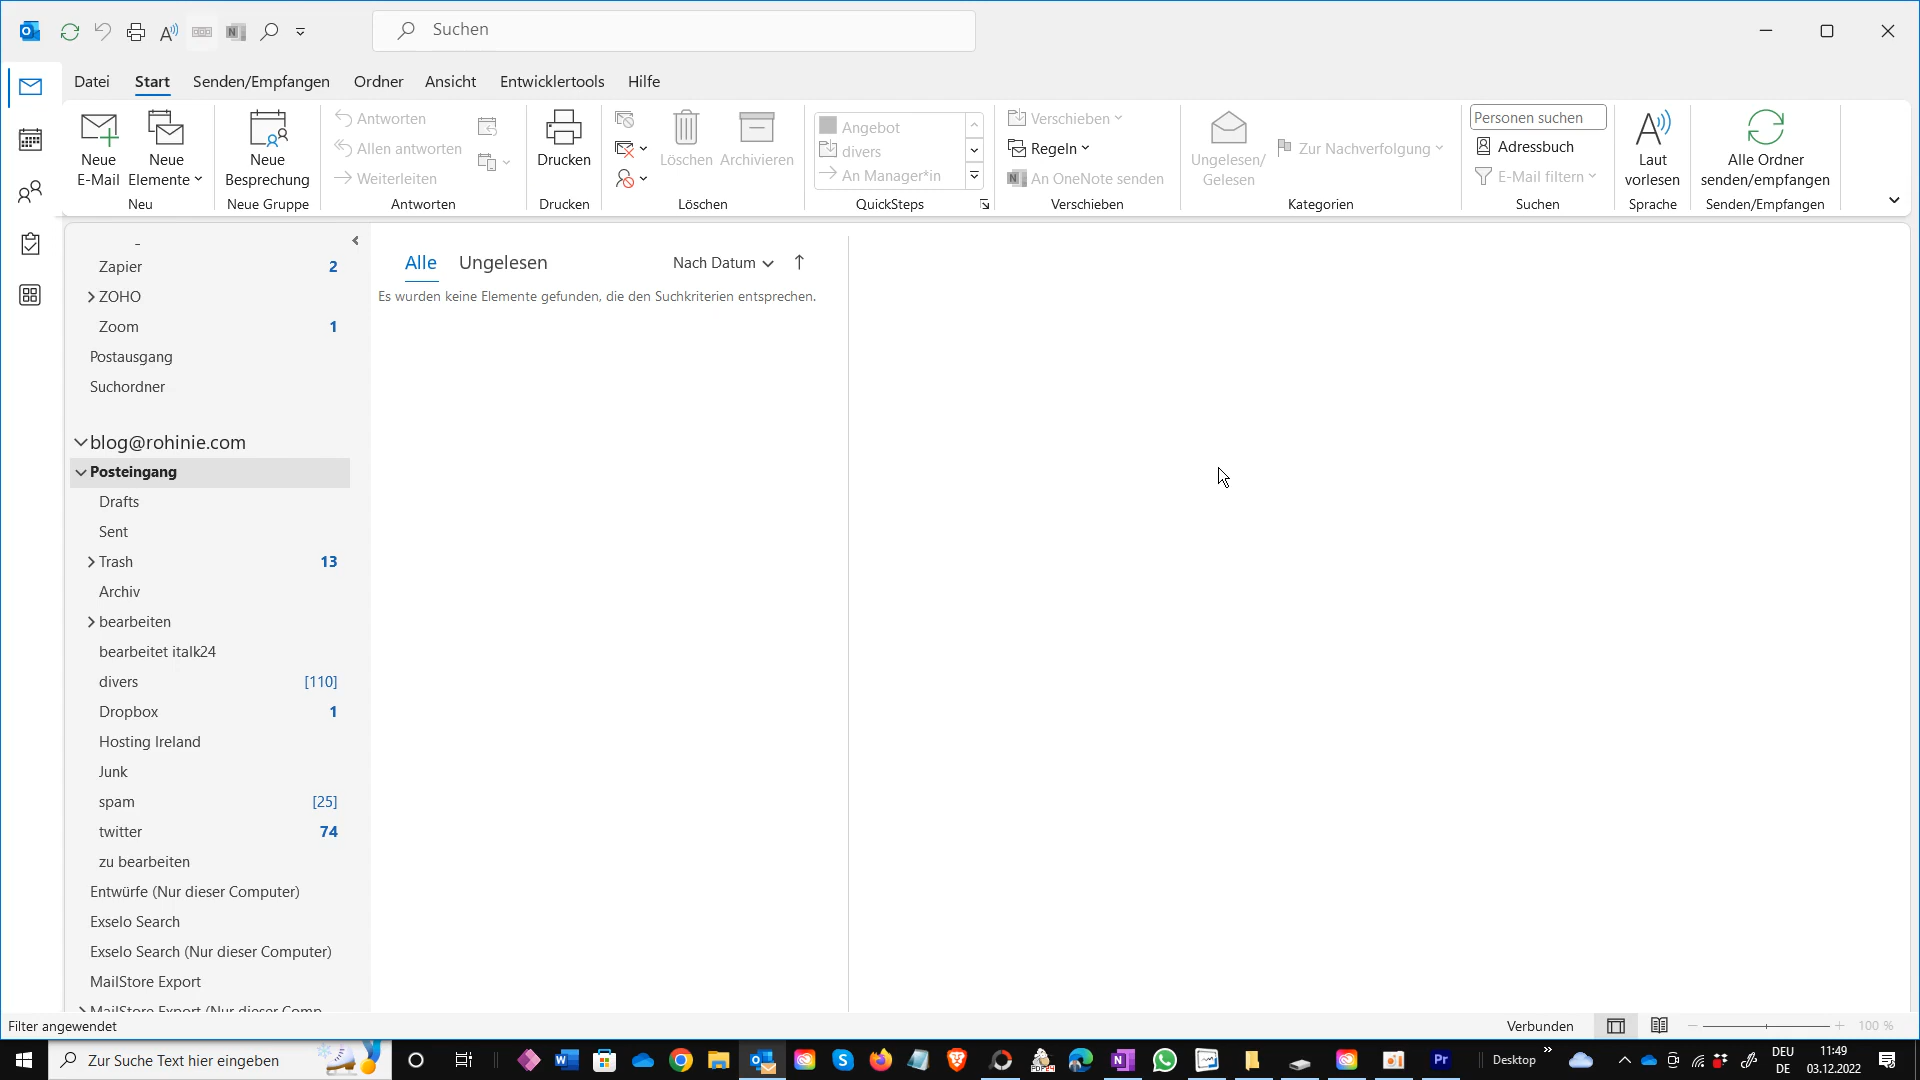 Suchen
Datei Start Senden/Empfangen Ordner Ansicht Entwicklertools Hilfe
Neue E-Mail
Neue Elemente
Neu
Neue Besprechung
Neue Gruppe
Antworten
Allen antworten
Weiterleiten
Antworten
Drucken
Drucken
Löschen
Archivieren
Löschen
Angebot
divers
An Manager*in
QuickSteps
Verschieben
Regeln
An OneNote senden
Verschieben
Ungelesen/
Gelesen
Zur Nachverfolgung
Kategorien
Personen suchen
Adressbuch
E-Mail filtern
Suchen
Laut
vorlesen
Sprache
Alle Ordner
senden/empfangen
Senden/Empfangen
Zapier 2
ZOHO
Zoom 1
Postausgang
Suchordner
blog@rohinie.com
Posteingang
Drafts
Sent
Trash 13
Archiv
bearbeiten
bearbeitet italk24
divers [110]
Dropbox 1
Hosting Ireland
Junk
spam [25]
twitter 74
zu bearbeiten
Entwürfe (Nur dieser Computer)
Exselo Search
Exselo Search (Nur dieser Computer)
MailStore Export
MailStore Export (Nur dieser Comp...
Alle Ungelesen Nach Datum
Es wurden keine Elemente gefunden, die den Suchkriterien entsprechen.
Filter angewendet
Verbunden
100 %
Zur Suche Text hier eingeben
Desktop
DEU
DE
11:49
03.12.2022